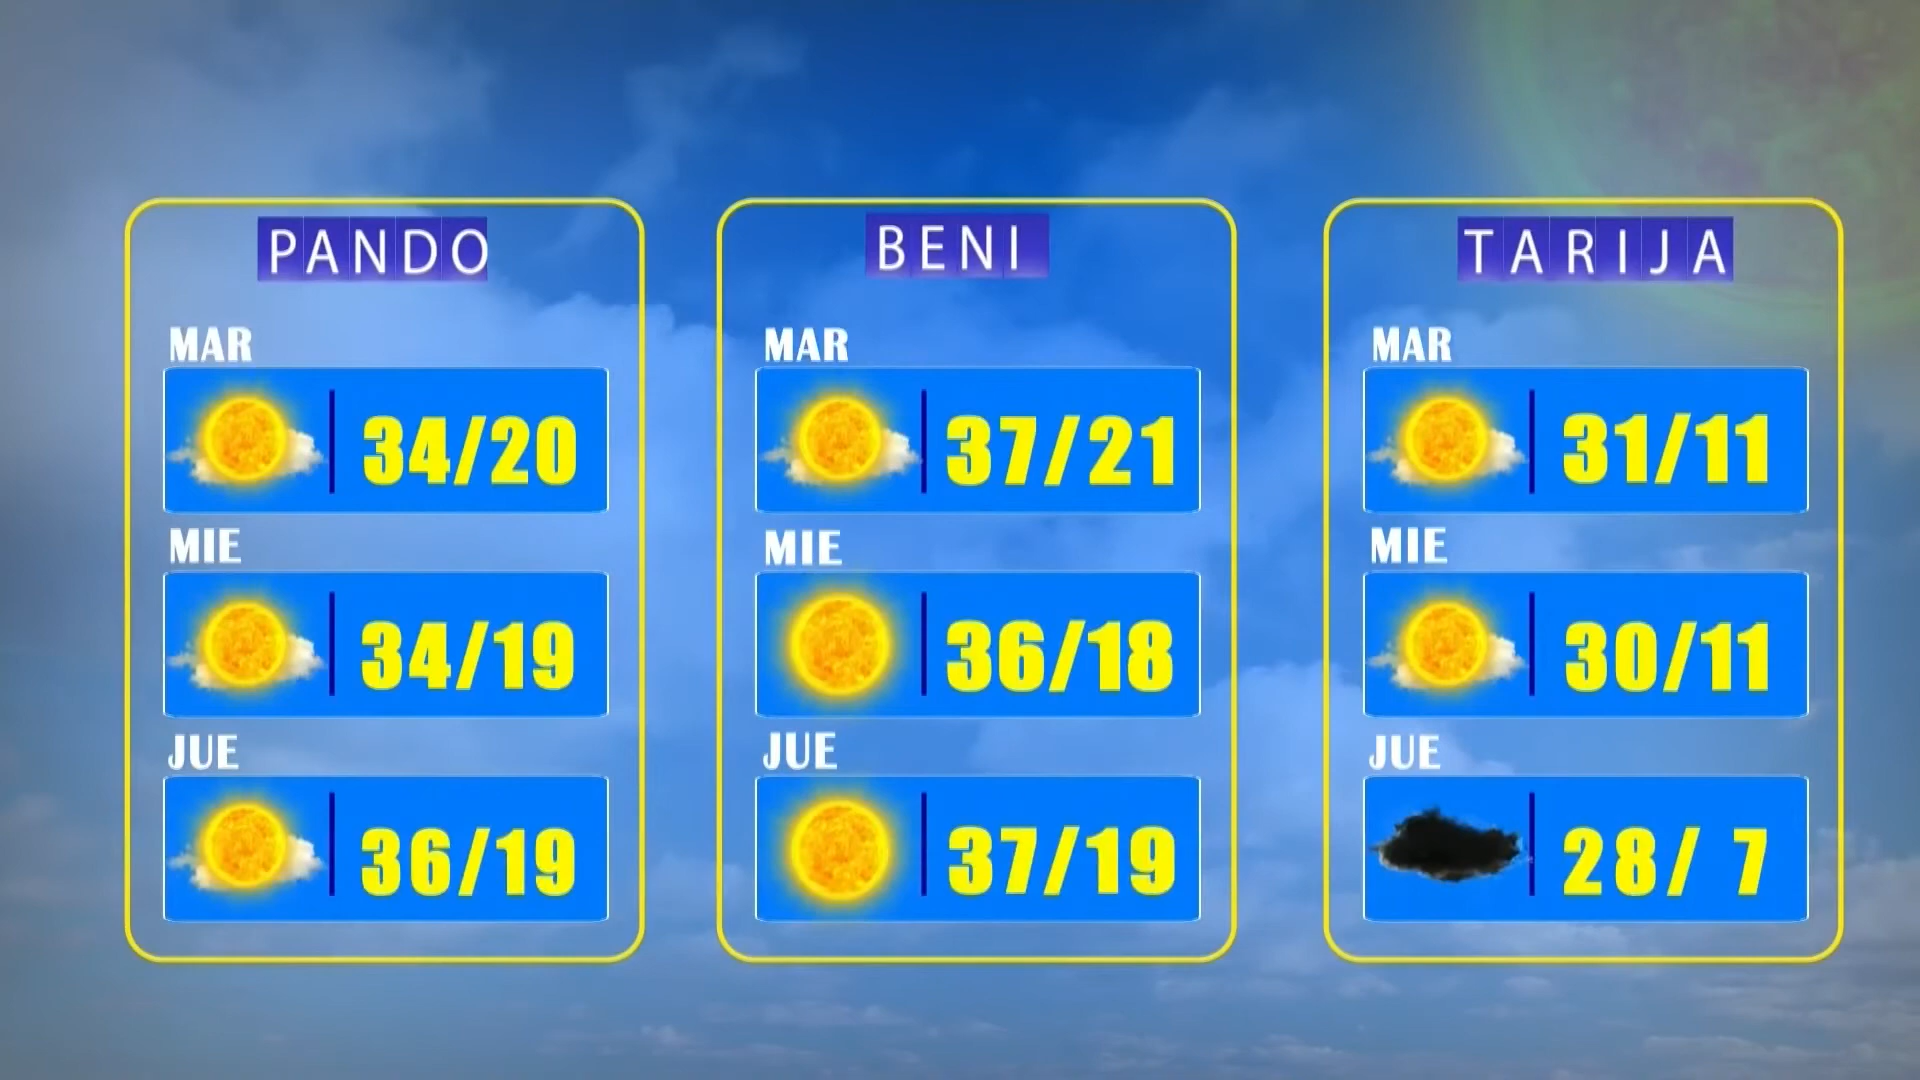 PANDO
MAR
34/20
MIE
34/19
JUE
36/19
BENI
MAR
37/21
MIE
36/18
JUE
37/19
TARIJA
MAR
31/11
MIE
30/11
JUE
28/ 7